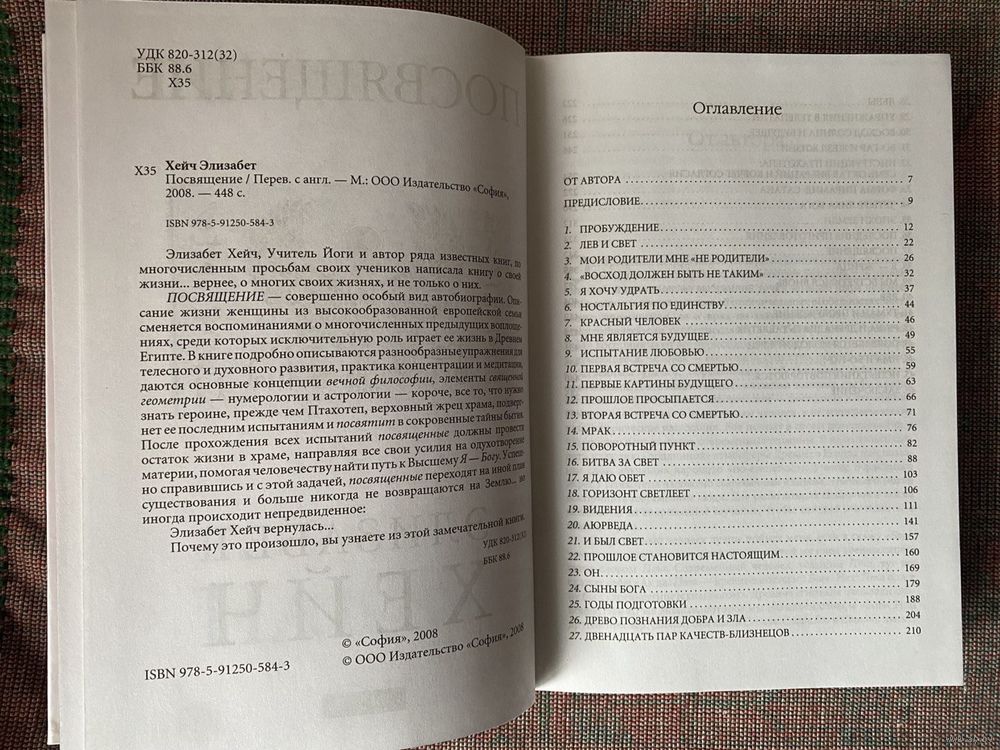 УДК 820-312(32)
ББК 88.6
Х35
Х35 Хейч Элизабет
Посвящение / Перев. с англ. — М.: ООО Издательство «София»,
2008. — 448 с.
ISBN 978-5-91250-584-3
Элизабет Хейч, Учитель Йоги и автор ряда известных книг, по
многочисленным просьбам своих учеников написала книгу о своей
жизни... вернее, о многих своих жизнях, и не только о них.
ПОСВЯЩЕНИЕ — совершенно особый вид автобиографии. Опи-
сание жизни женщины из высокообразованной европейской семьи
сменяется воспоминаниями о многочисленных предыдущих воплоще-
ниях, среди которых исключительную роль играет ее жизнь в Древнем
Египте. В книге подробно описываются разнообразные упражнения для
телесного и духовного развития, практика концентрации и медитации,
даются основные концепции вечной философии, элементы священной
геометрии — нумерологии и астрологии — короче, все то, что нужно
знать героине, прежде чем Птахотеп, верховный жрец храма, подверг-
нет ее последним испытаниям и посвятит в сокровенные тайны бытия.
После прохождения всех испытаний посвященные должны провести
остаток жизни в храме, направляя все свои усилия на одухотворение
материи, помогая человечеству найти путь к Высшему Я — Богу. Успеш-
но справившись и с этой задачей, посвященные переходят на иной план
существования и больше никогда не возвращаются на Землю... но
иногда происходит непредвиденное:
Элизабет Хейч вернулась...
Почему это произошло, вы узнаете из этой замечательной книги.
УДК 820-312(32)
ББК 88.6
© «София», 2008
© ООО Издательство «София», 2008
ISBN 978-5-91250-584-3
Оглавление
ОТ АВТОРА 7
ПРЕДИСЛОВИЕ 9
1. ПРОБУЖДЕНИЕ 12
2. ЛЕВ И СВЕТ 22
3. МОИ РОДИТЕЛИ МНЕ «НЕ РОДИТЕЛИ» 26
4. «ВОСХОД ДОЛЖЕН БЫТЬ НЕ ТАКИМ» 32
5. Я ХОЧУ УДРАТЬ 37
6. НОСТАЛЬГИЯ ПО ЕДИНСТВУ 44
7. КРАСНЫЙ ЧЕЛОВЕК 46
8. МНЕ ЯВЛЯЕТСЯ БУДУЩЕЕ 49
9. ИСПЫТАНИЕ ЛЮБОВЬЮ 55
10. ПЕРВАЯ ВСТРЕЧА СО СМЕРТЬЮ 59
11. ПЕРВЫЕ КАРТИНЫ БУДУЩЕГО 63
12. ПРОШЛОЕ ПРОСЫПАЕТСЯ 66
13. ВТОРАЯ ВСТРЕЧА СО СМЕРТЬЮ 71
14. МРАК 76
15. ПОВОРОТНЫЙ ПУНКТ 82
16. БИТВА ЗА СВЕТ 88
17. Я ДАЮ ОБЕТ 103
18. ГОРИЗОНТ СВЕТЛЕЕТ 106
19. ВИДЕНИЯ 111
20. АЮРВЕДА 141
21. И БЫЛ СВЕТ 157
22. ПРОШЛОЕ СТАНОВИТСЯ НАСТОЯЩИМ 160
23. ОН 169
24. СЫНЫ БОГА 179
25. ГОДЫ ПОДГОТОВКИ 188
26. ДРЕВО ПОЗНАНИЯ ДОБРА И ЗЛА 204
27. ДВЕНАДЦАТЬ ПАР КАЧЕСТВ-БЛИЗНЕЦОВ 210